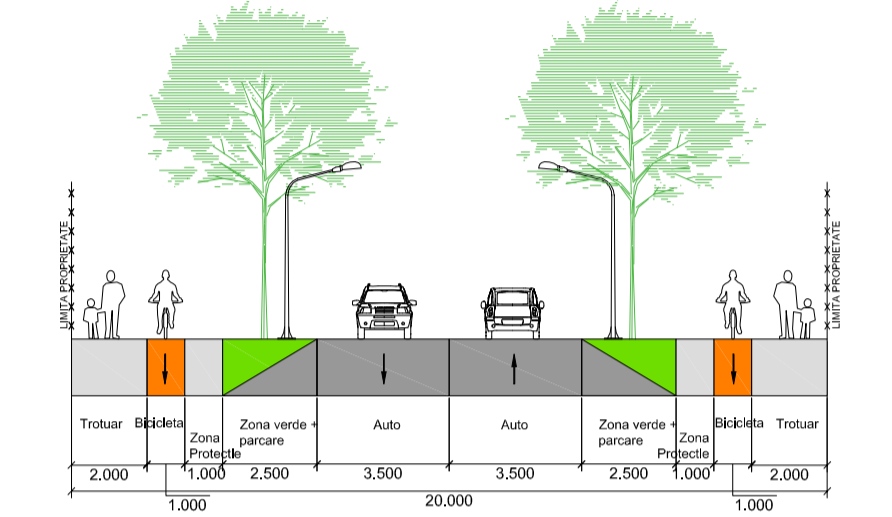 LIMITA PROPRIETATE
LIMITA PROPRIETATE
Trotuar
Bicicleta
Zona
Protectie
Zona verde +
parcare
Auto
Auto
Zona verde +
parcare
Zona
Protectie
Bicicleta
Trotuar
2.000
1.000
2.500
3.500
3.500
2.500
1.000
2.000
1.000
20.000
1.000